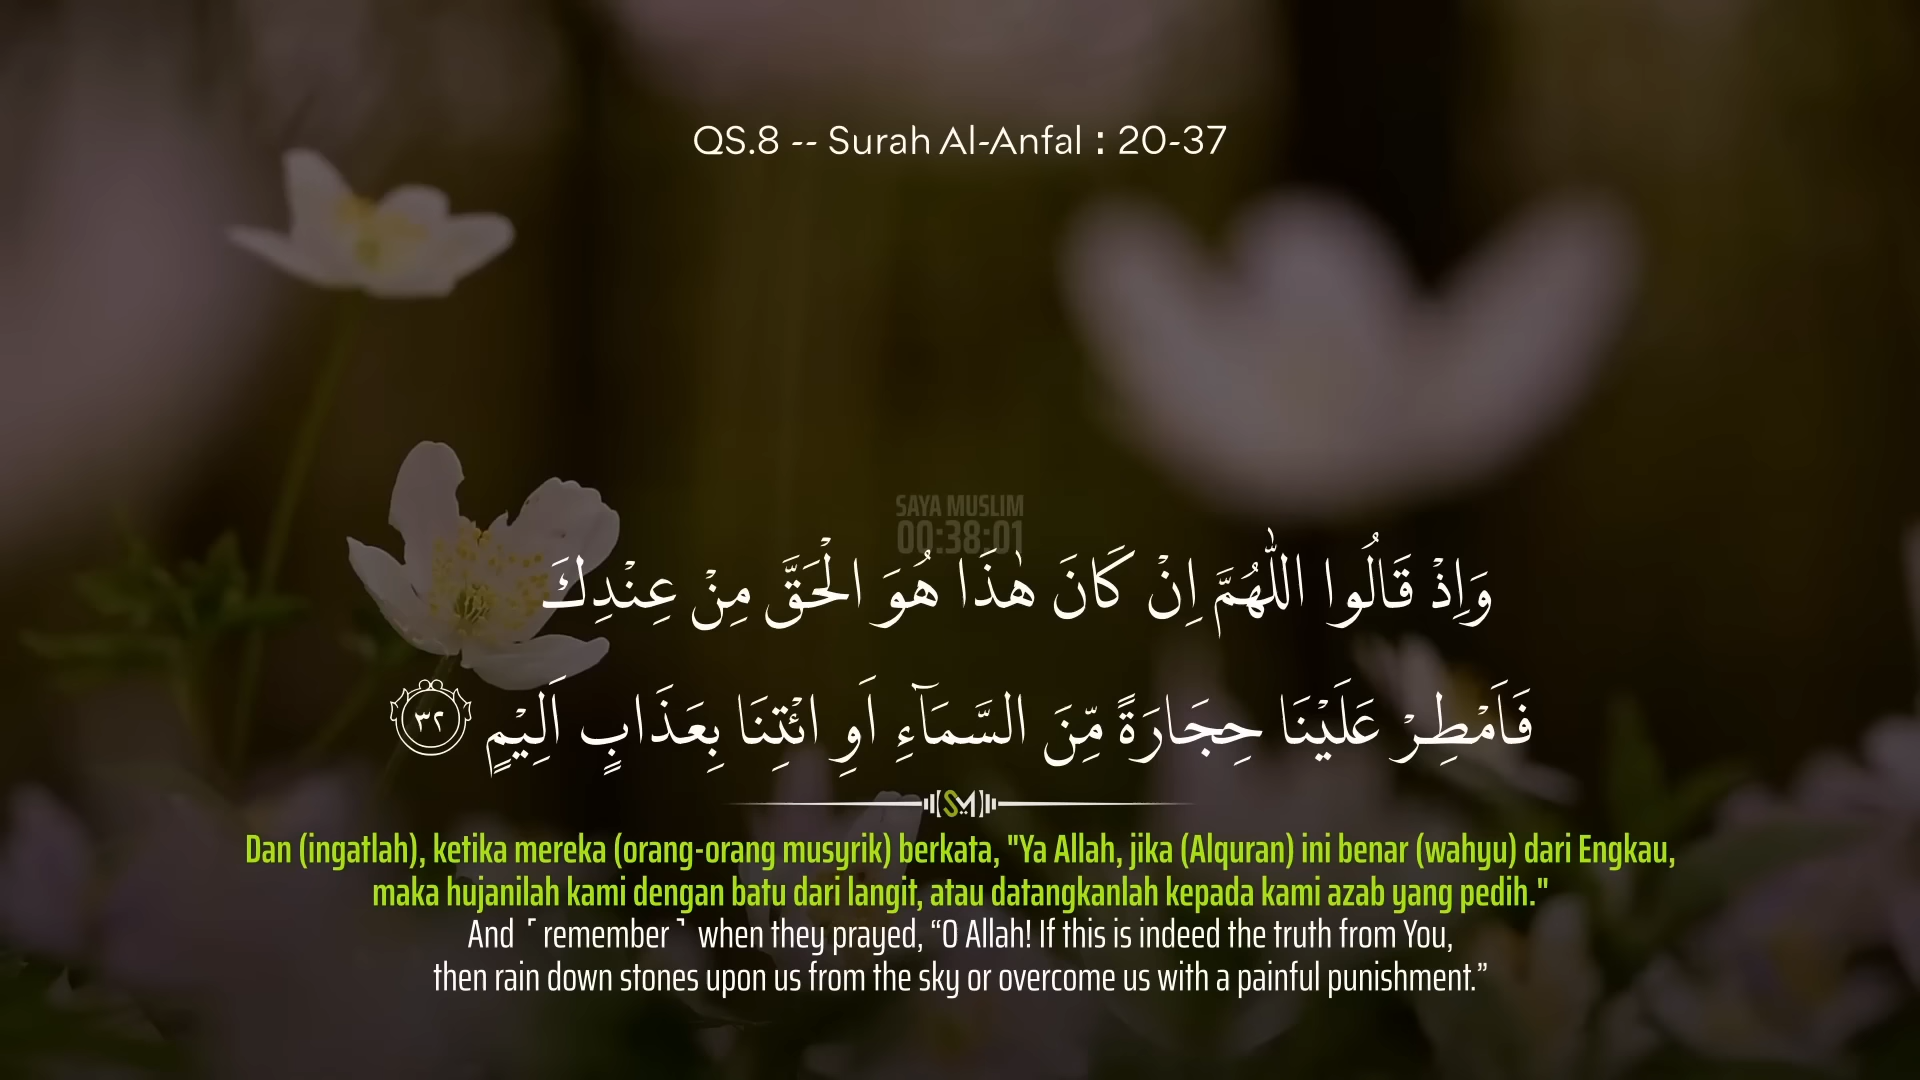 QS.8 -- Surah Al-Anfal : 20-37
SAYA MUSLIM
00:38:01
وَاِذْ قَالُوا اللّٰهُمَّ اِنْ كَانَ هٰذَا هُوَ الْحَقَّ مِنْ عِنْدِكَ
فَاَمْطِرْ عَلَيْنَا حِجَارَةً مِّنَ السَّمَاۤءِ اَوِ ائْتِنَا بِعَذَابٍ اَلِيْمٍ ٣٢
SM
Dan (ingatlah), ketika mereka (orang-orang musyrik) berkata, "Ya Allah, jika (Alquran) ini benar (wahyu) dari Engkau,
maka hujanilah kami dengan batu dari langit, atau datangkanlah kepada kami azab yang pedih."
And ˹remember˺ when they prayed, “O Allah! If this is indeed the truth from You,
then rain down stones upon us from the sky or overcome us with a painful punishment.”